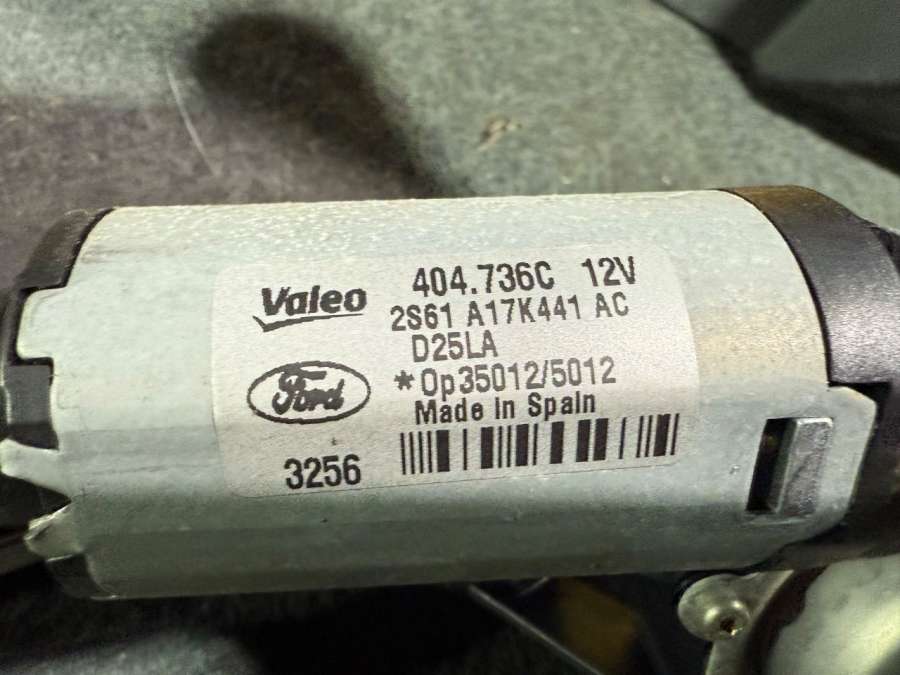 Valeo 404.736C 12V
2S61 A17K441 AC
D25LA
Ford *Op35012/5012
Made in Spain
3256